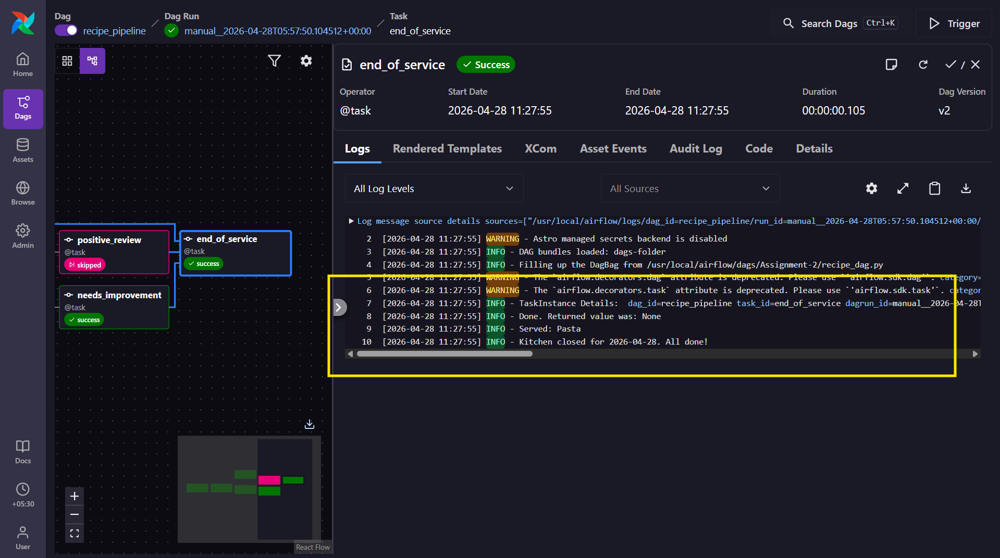 Dag
recipe_pipeline
Dag Run
manual__2026-04-28T05:57:50.104512+00:00
Task
end_of_service
Search Dags
Ctrl+K
Trigger
Home
Dags
Assets
Browse
Admin
Docs
+05:30
User
positive_review
@task
skipped
end_of_service
@task
success
needs_improvement
@task
success
React Flow
end_of_service
Success
/
Operator
@task
Start Date
2026-04-28 11:27:55
End Date
2026-04-28 11:27:55
Duration
00:00:00.105
Dag Version
v2
Logs
Rendered Templates
XCom
Asset Events
Audit Log
Code
Details
All Log Levels
All Sources
Log message source details sources=["/usr/local/airflow/logs/dag_id=recipe_pipeline/run_id=manual__2026-04-28T05:57:50.104512+00:00/
2 [2026-04-28 11:27:55] WARNING - Astro managed secrets backend is disabled
3 [2026-04-28 11:27:55] INFO - DAG bundles loaded: dags-folder
4 [2026-04-28 11:27:55] INFO - Filling up the DagBag from /usr/local/airflow/dags/Assignment-2/recipe_dag.py
5 [2026-04-28 11:27:55] WARNING - The `airflow.decorators.dag` attribute is deprecated. Please use `'airflow.sdk.dag'`. category=
6 [2026-04-28 11:27:55] WARNING - The `airflow.decorators.task` attribute is deprecated. Please use `'airflow.sdk.task'`. categor
7 [2026-04-28 11:27:55] INFO - TaskInstance Details: dag_id=recipe_pipeline task_id=end_of_service dagrun_id=manual__2026-04-28T
8 [2026-04-28 11:27:55] INFO - Done. Returned value was: None
9 [2026-04-28 11:27:55] INFO - Served: Pasta
10 [2026-04-28 11:27:55] INFO - Kitchen closed for 2026-04-28. All done!